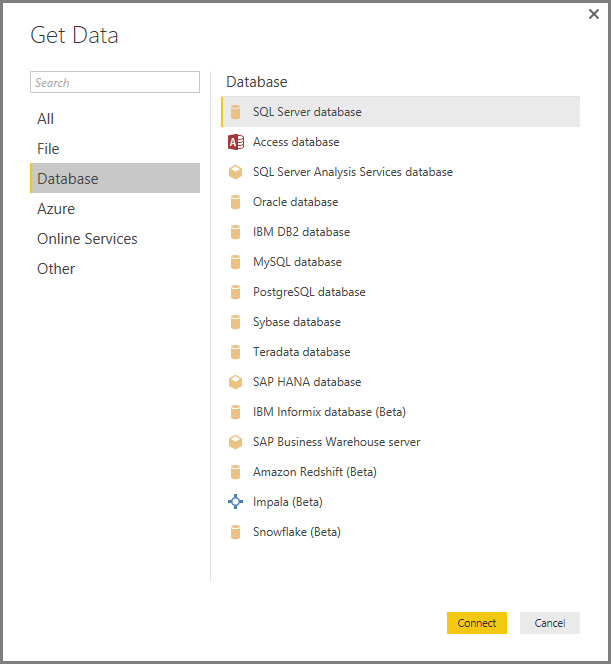 Get Data
Search
All
File
Database
Azure
Online Services
Other
Database
SQL Server database
Access database
SQL Server Analysis Services database
Oracle database
IBM DB2 database
MySQL database
PostgreSQL database
Sybase database
Teradata database
SAP HANA database
IBM Informix database (Beta)
SAP Business Warehouse server
Amazon Redshift (Beta)
Impala (Beta)
Snowflake (Beta)
Connect
Cancel